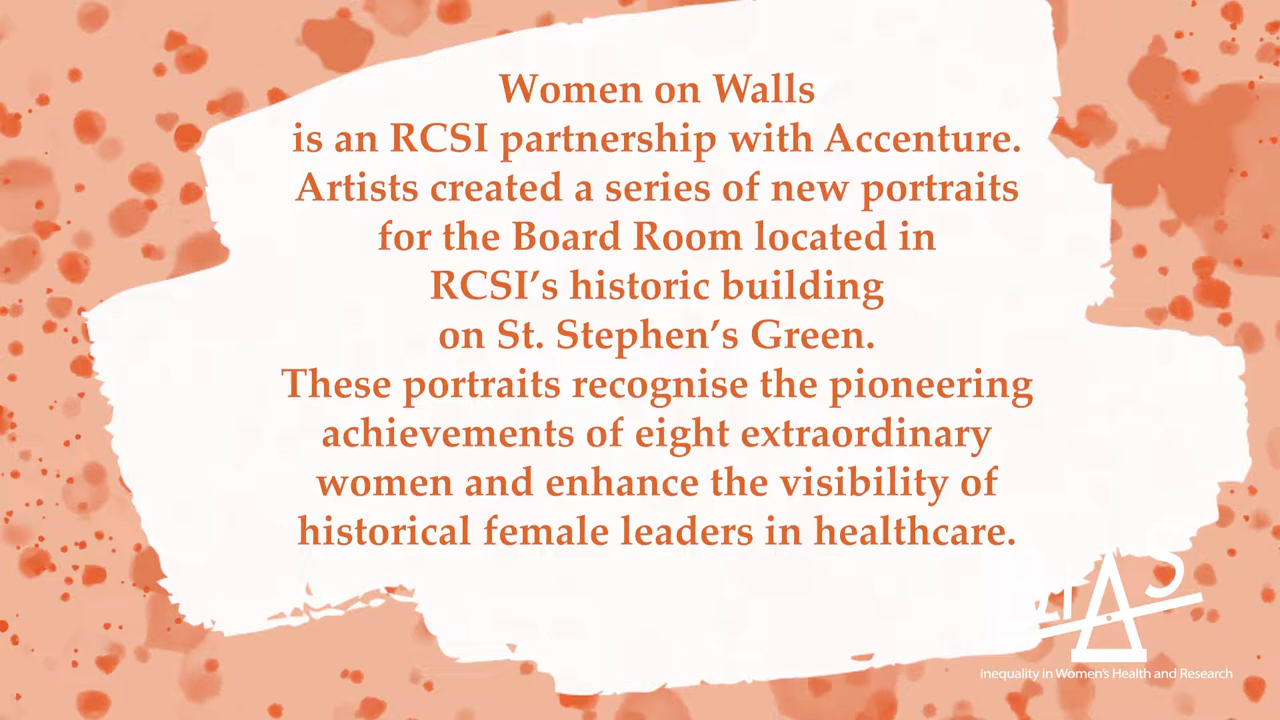 Women on Walls
is an RCSI partnership with Accenture.
Artists created a series of new portraits
for the Board Room located in
RCSI’s historic building
on St. Stephen’s Green.
These portraits recognise the pioneering
achievements of eight extraordinary
women and enhance the visibility of
historical female leaders in healthcare.
BIAS
Inequality in Women's Health and Research